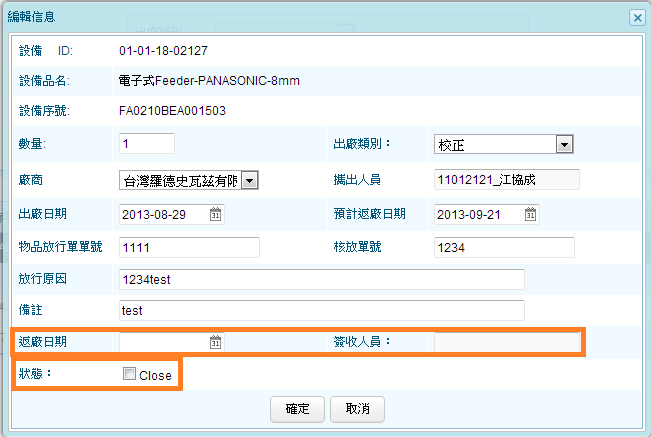 編輯信息
設備 ID: 01-01-18-02127
設備品名: 電子式Feeder-PANASONIC-8mm
設備序號: FA0210BEA001503
數量: 1 出廠類別： 校正
廠商 台灣羅德史瓦茲有限 攜出人員 11012121_江協成
出廠日期 2013-08-29 預計返廠日期 2013-09-21
物品放行單單號 1111 核放單號 1234
放行原因 1234test
備註 test
返廠日期 簽收人員：
狀態： Close
確定 取消